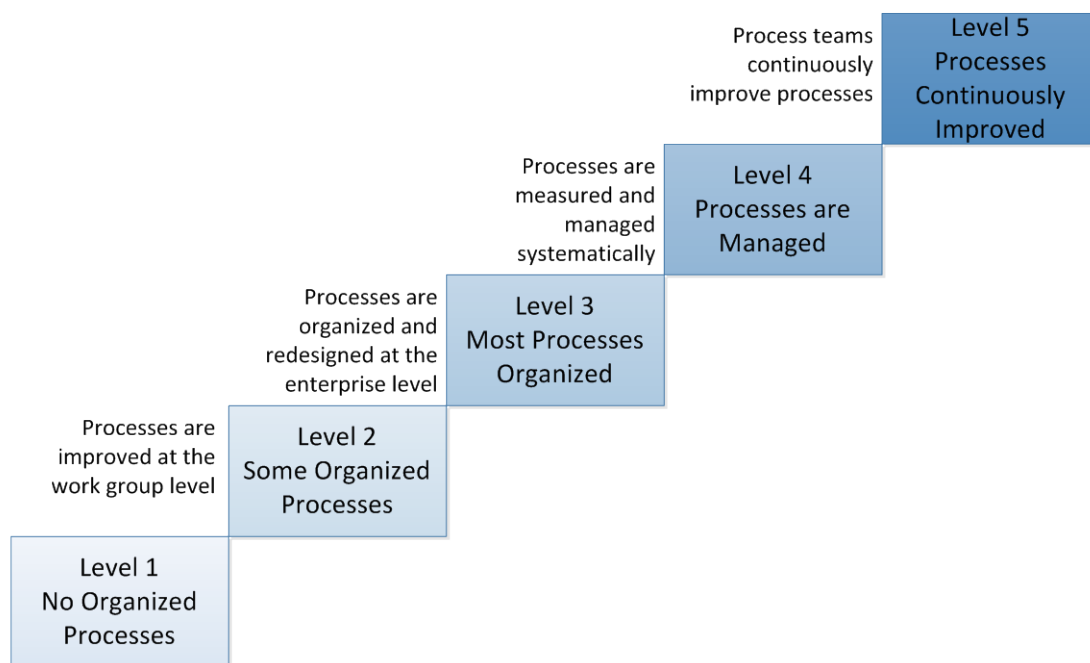 Process teams
continuously
improve processes
Level 5
Processes
Continuously
Improved
Processes are
measured and
managed
systematically
Level 4
Processes are
Managed
Processes are
organized and
redesigned at the
enterprise level
Level 3
Most Processes
Organized
Processes are
improved at the
work group level
Level 2
Some Organized
Processes
Level 1
No Organized
Processes